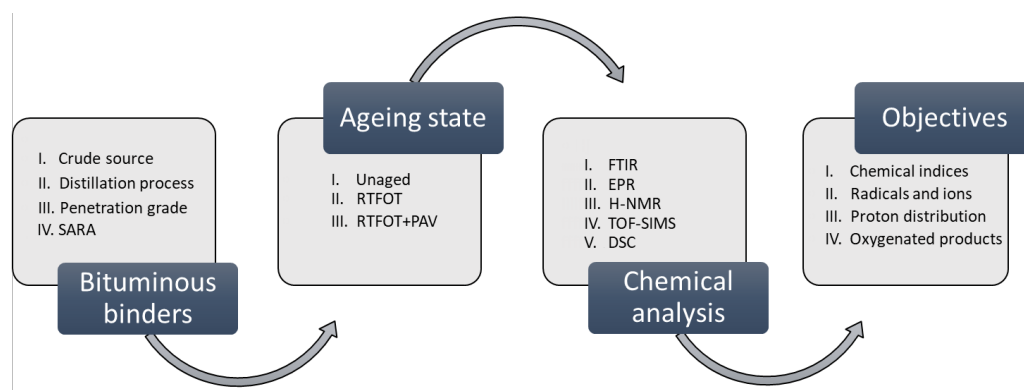 I. Crude source
II. Distillation process
III. Penetration grade
IV. SARA
Bituminous
binders
Ageing state
I. Unaged
II. RTFOT
III. RTFOT+PAV
I. FTIR
II. EPR
III. H-NMR
IV. TOF-SIMS
V. DSC
Chemical
analysis
Objectives
I. Chemical indices
II. Radicals and ions
III. Proton distribution
IV. Oxygenated products